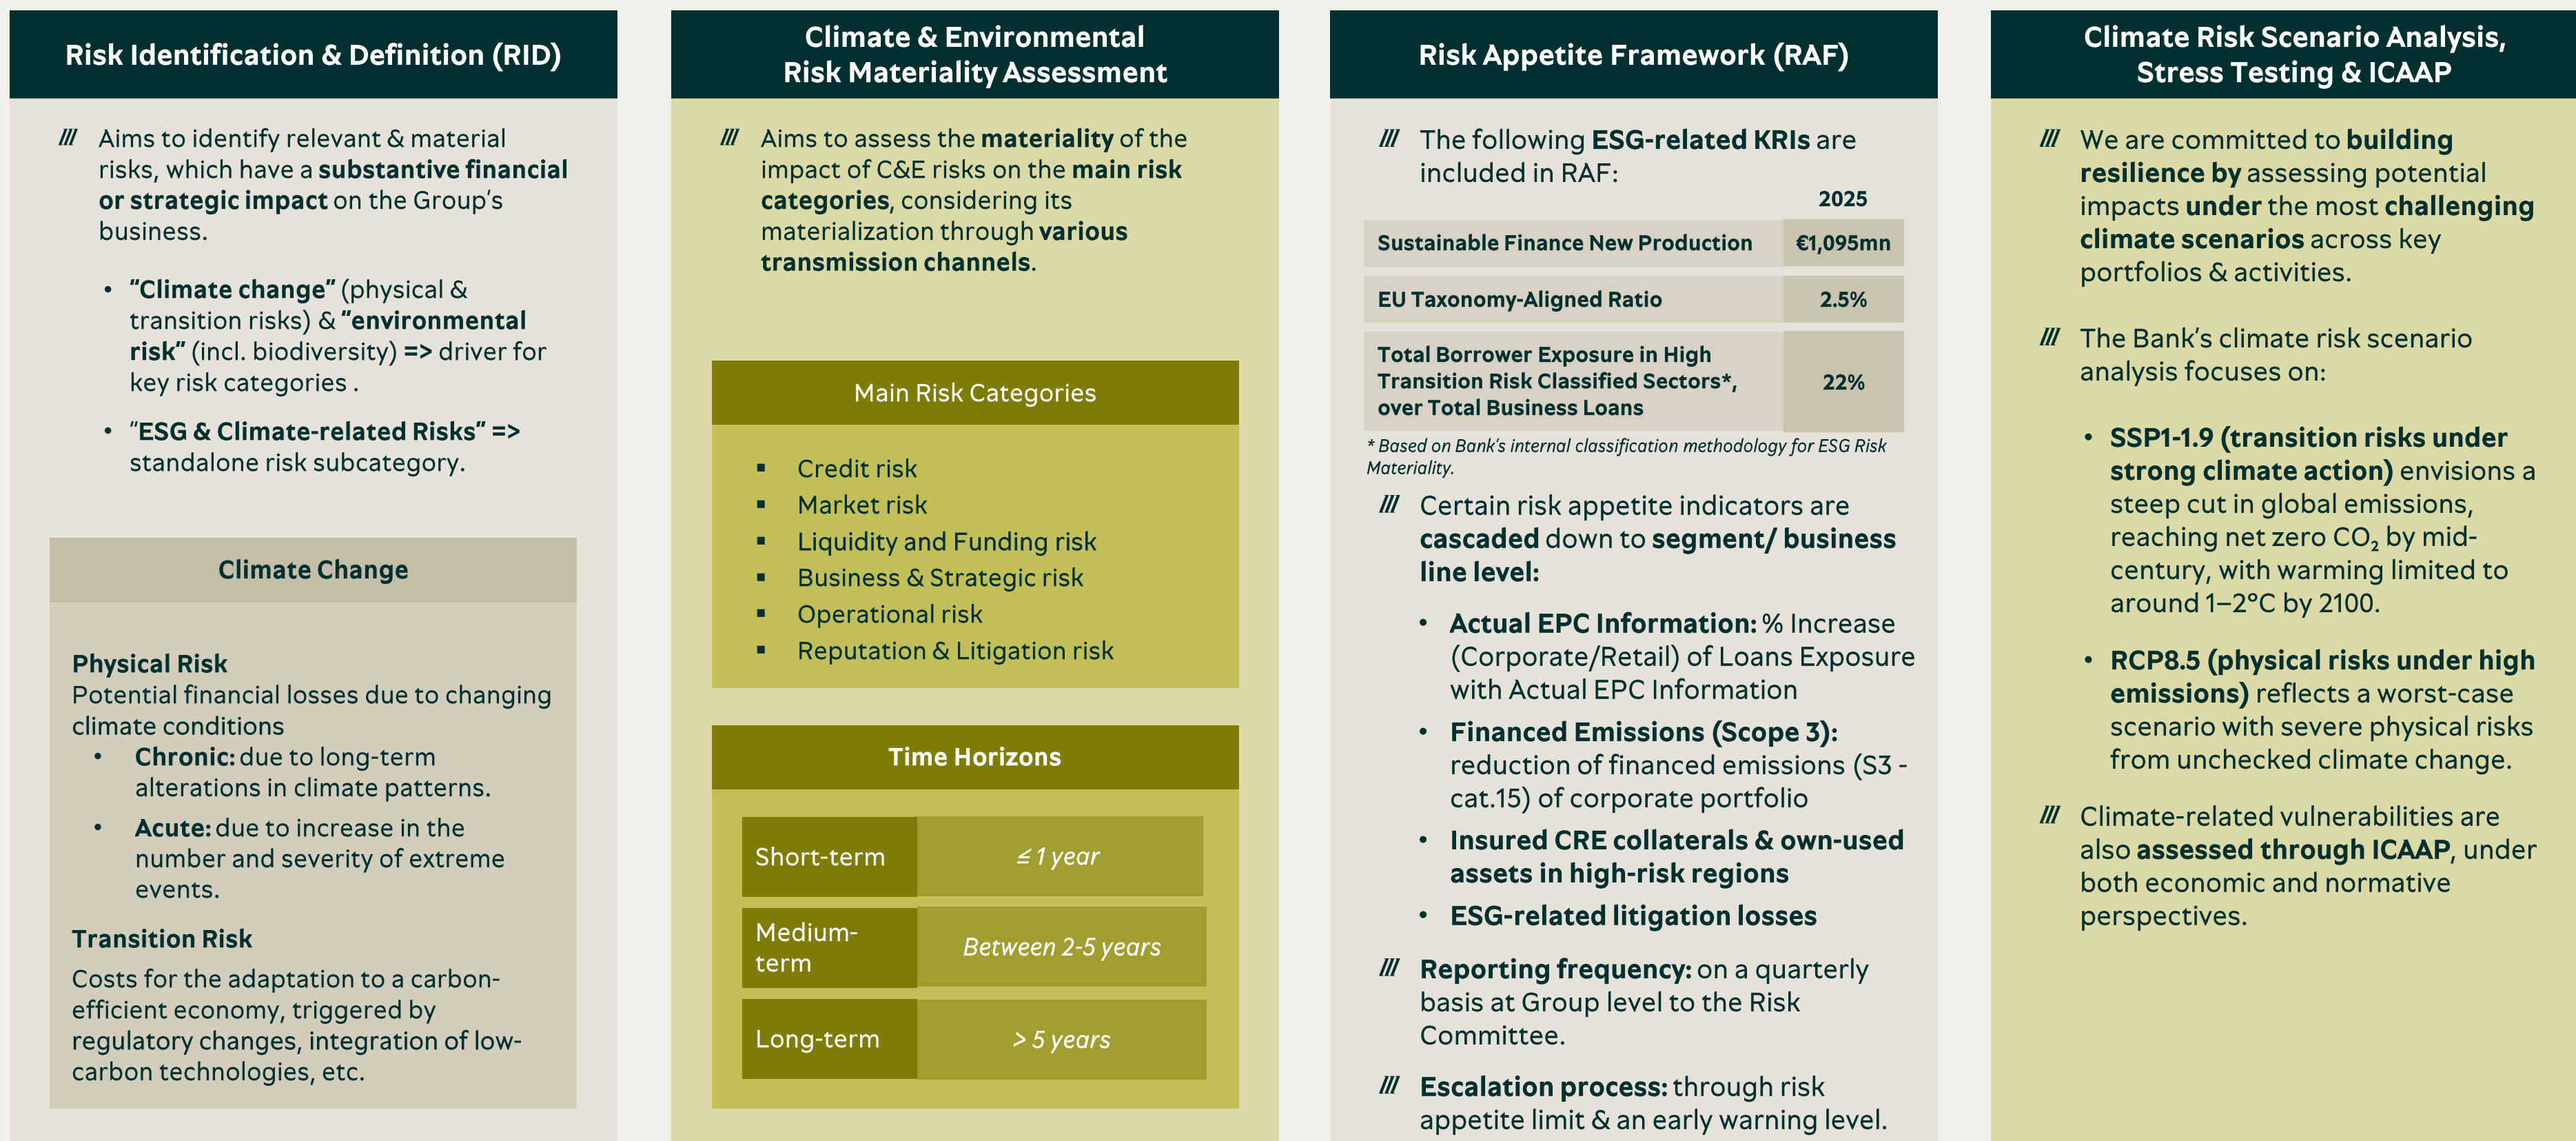 Risk Identification & Definition (RID)
Aims to identify relevant & material
risks, which have a substantive financial
or strategic impact on the Group's
business.
• "Climate change" (physical &
transition risks) & "environmental
risk" (incl. biodiversity) => driver for
key risk categories .
• "ESG & Climate-related Risks" =>
standalone risk subcategory.
Climate Change
Physical Risk
Potential financial losses due to changing
climate conditions
• Chronic: due to long-term
alterations in climate patterns.
• Acute: due to increase in the
number and severity of extreme
events.
Transition Risk
Costs for the adaptation to a carbon-
efficient economy, triggered by
regulatory changes, integration of low-
carbon technologies, etc.
Climate & Environmental
Risk Materiality Assessment
Aims to assess the materiality of the
impact of C&E risks on the main risk
categories, considering its
materialization through various
transmission channels.
Main Risk Categories
▪ Credit risk
▪ Market risk
▪ Liquidity and Funding risk
▪ Business & Strategic risk
▪ Operational risk
▪ Reputation & Litigation risk
Time Horizons
Short-term ≤ 1 year
Medium-
term
Between 2-5 years
Long-term > 5 years
Risk Appetite Framework (RAF)
The following ESG-related KRIs are
included in RAF:
2025
Sustainable Finance New Production €1,095mn
EU Taxonomy-Aligned Ratio 2.5%
Total Borrower Exposure in High
Transition Risk Classified Sectors*,
over Total Business Loans
22%
* Based on Bank's internal classification methodology for ESG Risk
Materiality.
Certain risk appetite indicators are
cascaded down to segment/ business
line level:
• Actual EPC Information: % Increase
(Corporate/Retail) of Loans Exposure
with Actual EPC Information
• Financed Emissions (Scope 3):
reduction of financed emissions (S3 -
cat.15) of corporate portfolio
• Insured CRE collaterals & own-used
assets in high-risk regions
• ESG-related litigation losses
Reporting frequency: on a quarterly
basis at Group level to the Risk
Committee.
Escalation process: through risk
appetite limit & an early warning level.
Climate Risk Scenario Analysis,
Stress Testing & ICAAP
We are committed to building
resilience by assessing potential
impacts under the most challenging
climate scenarios across key
portfolios & activities.
The Bank's climate risk scenario
analysis focuses on:
• SSP1-1.9 (transition risks under
strong climate action) envisions a
steep cut in global emissions,
reaching net zero CO₂ by mid-
century, with warming limited to
around 1–2°C by 2100.
• RCP8.5 (physical risks under high
emissions) reflects a worst-case
scenario with severe physical risks
from unchecked climate change.
Climate-related vulnerabilities are
also assessed through ICAAP, under
both economic and normative
perspectives.